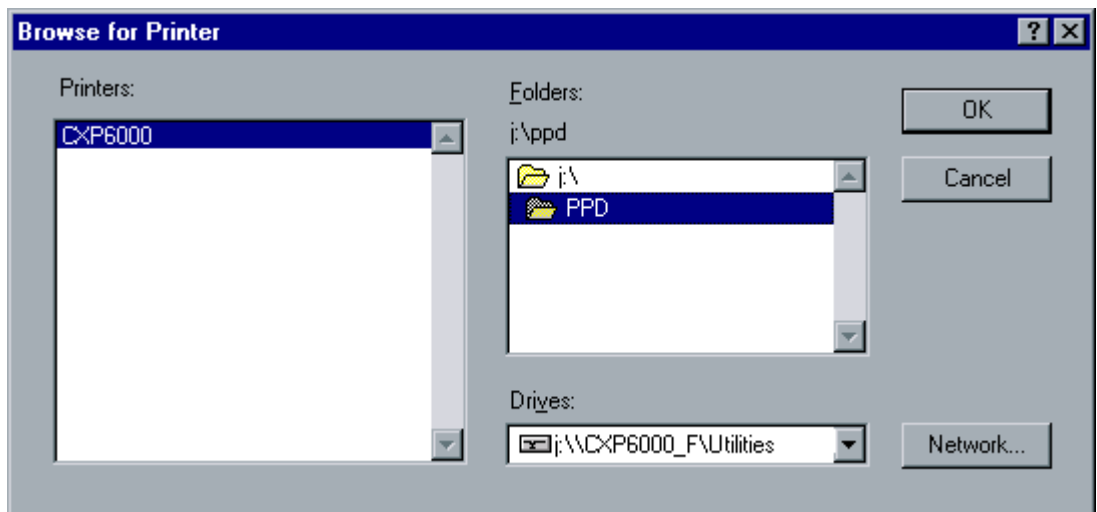 Browse for Printer
Printers:
CXP6000
Folders:
j:\ppd
j:\
PPD
Drives:
j:\\CXP6000_F\Utilities
OK
Cancel
Network...